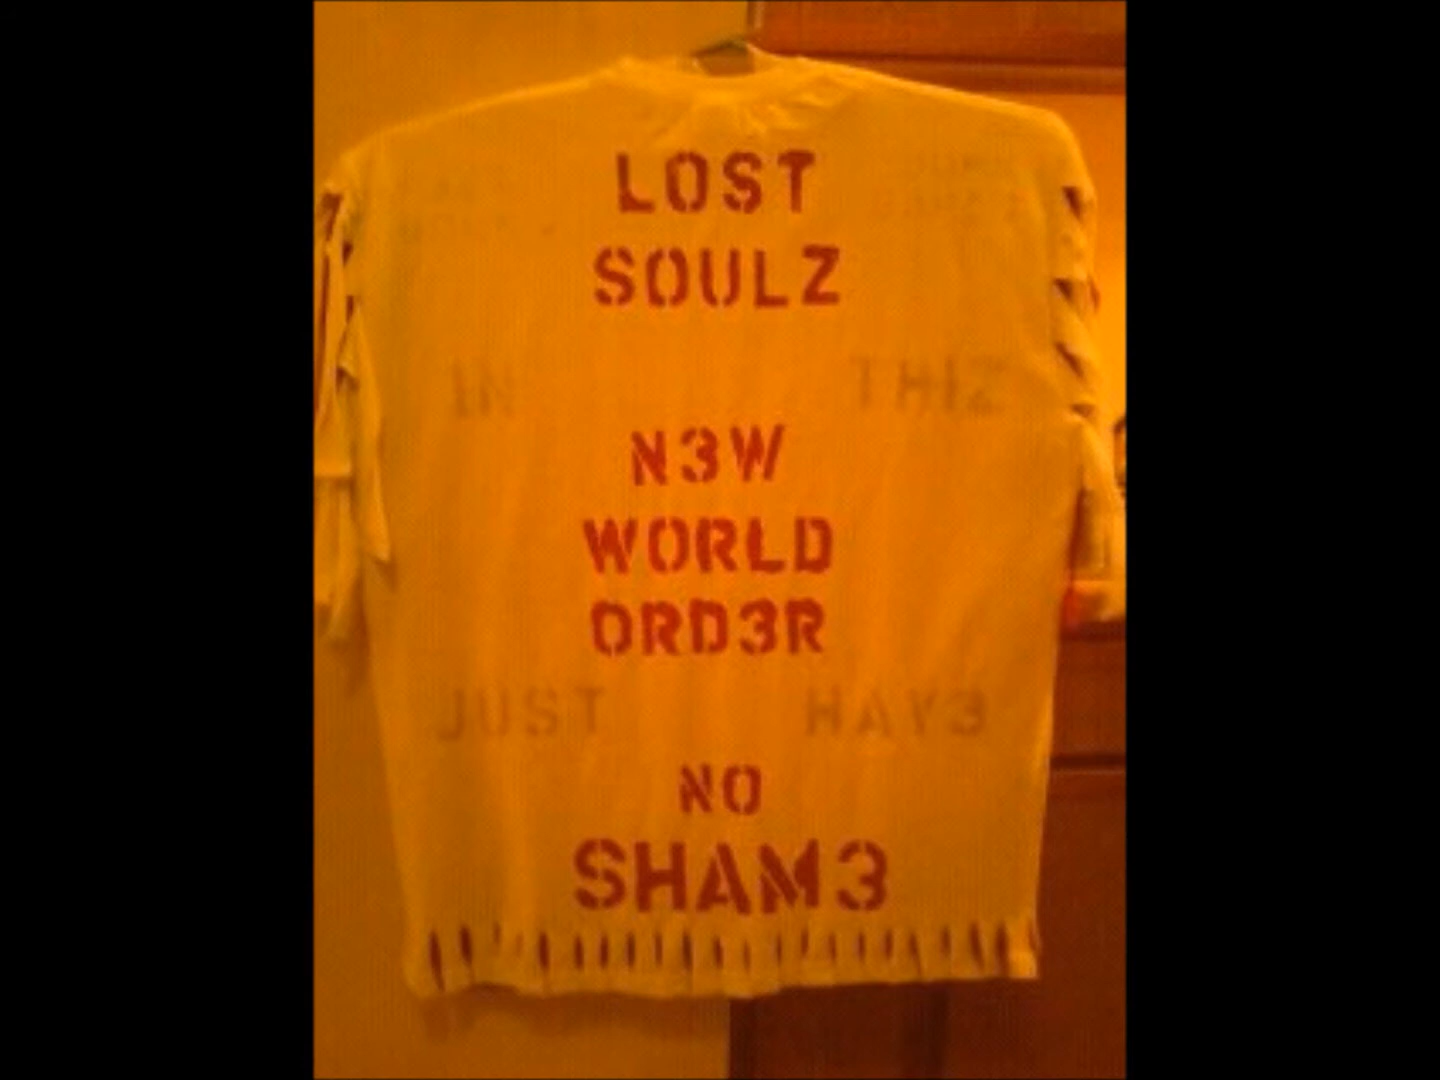 LOST
SOULZ
IN THIZ
N3W
WORLD
ORD3R
JUST HAV3
NO
SHAM3